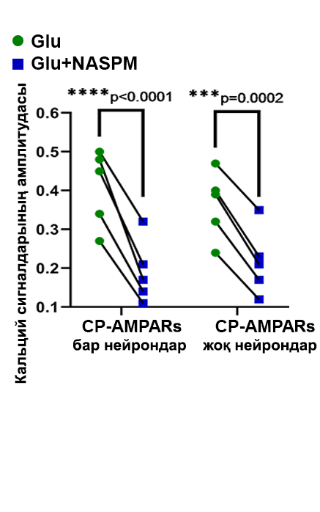 Glu
Glu+NASPM
**** p<0.0001
*** p=0.0002
Кальций сигналдарының амплитудасы
0.6
0.5
0.4
0.3
0.2
0.1
CP-AMPARs
бар нейрондар
CP-AMPARs
жоқ нейрондар